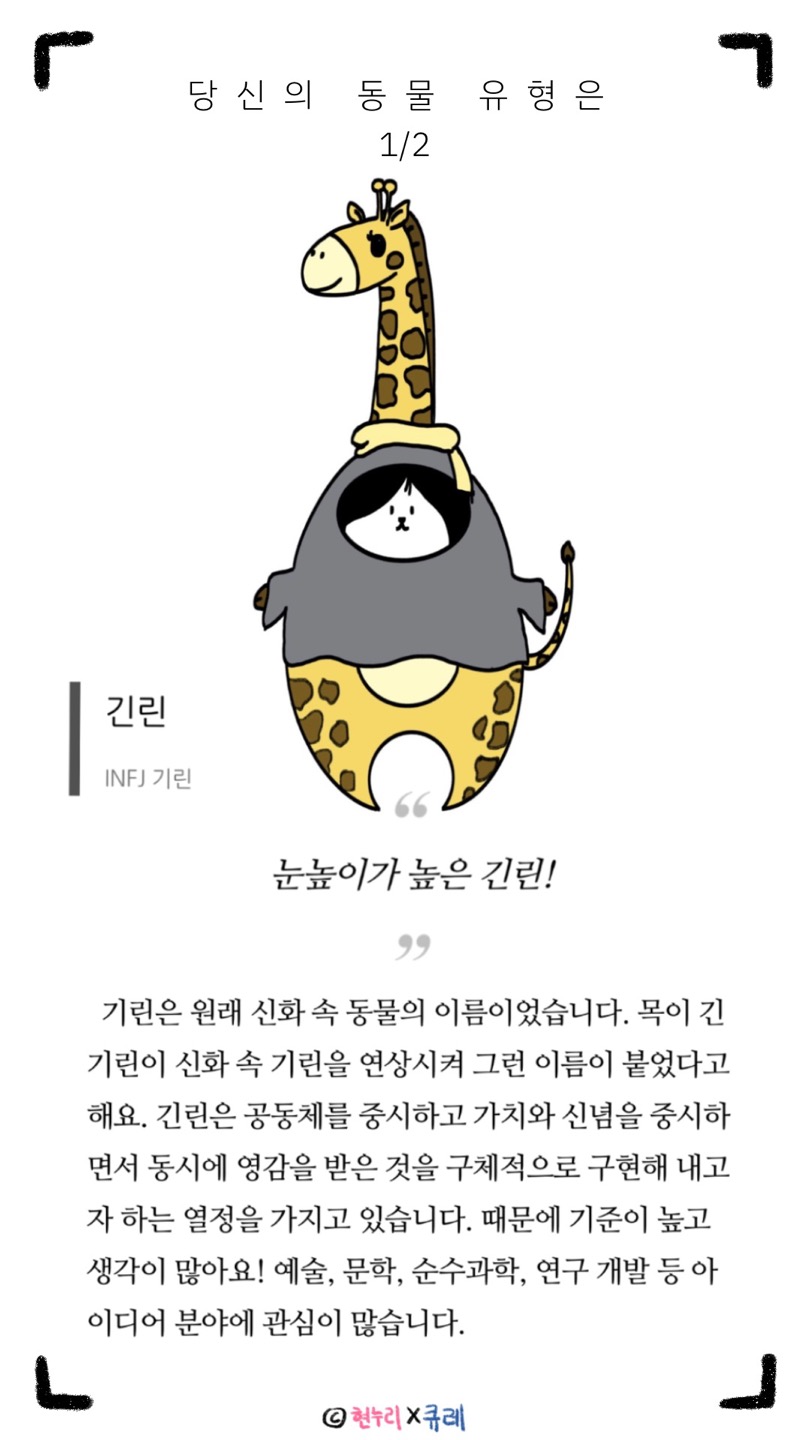 당신의 동물 유형은
1/2
긴린
INFJ 기린
“
눈높이가 높은 긴린!
”
기린은 원래 신화 속 동물의 이름이었습니다. 목이 긴
기린이 신화 속 기린을 연상시켜 그런 이름이 붙었다고
해요. 긴린은 공동체를 중시하고 가치와 신념을 중시하
면서 동시에 영감을 받은 것을 구체적으로 구현해 내고
자 하는 열정을 가지고 있습니다. 때문에 기준이 높고
생각이 많아요! 예술, 문학, 순수과학, 연구 개발 등 아
이디어 분야에 관심이 많습니다.
© 현누리 X 큐레